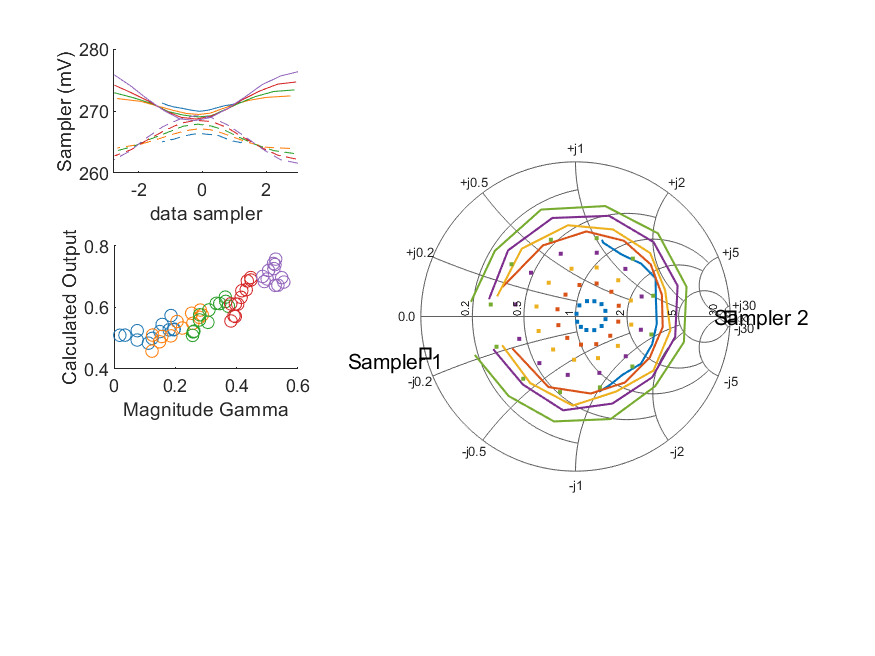 280
270
260
Sampler (mV)
-2 0 2
data sampler
0.8
0.6
0.4
Calculated Output
0 0.2 0.4 0.6
Magnitude Gamma
+j1
+j0.5 +j2
+j0.2 +j5
+j30
0.0 0.2 0.5 1 2 5 30
Sampler 2
-j30
Sampler 1
-j0.2 -j5
-j0.5 -j2
-j1